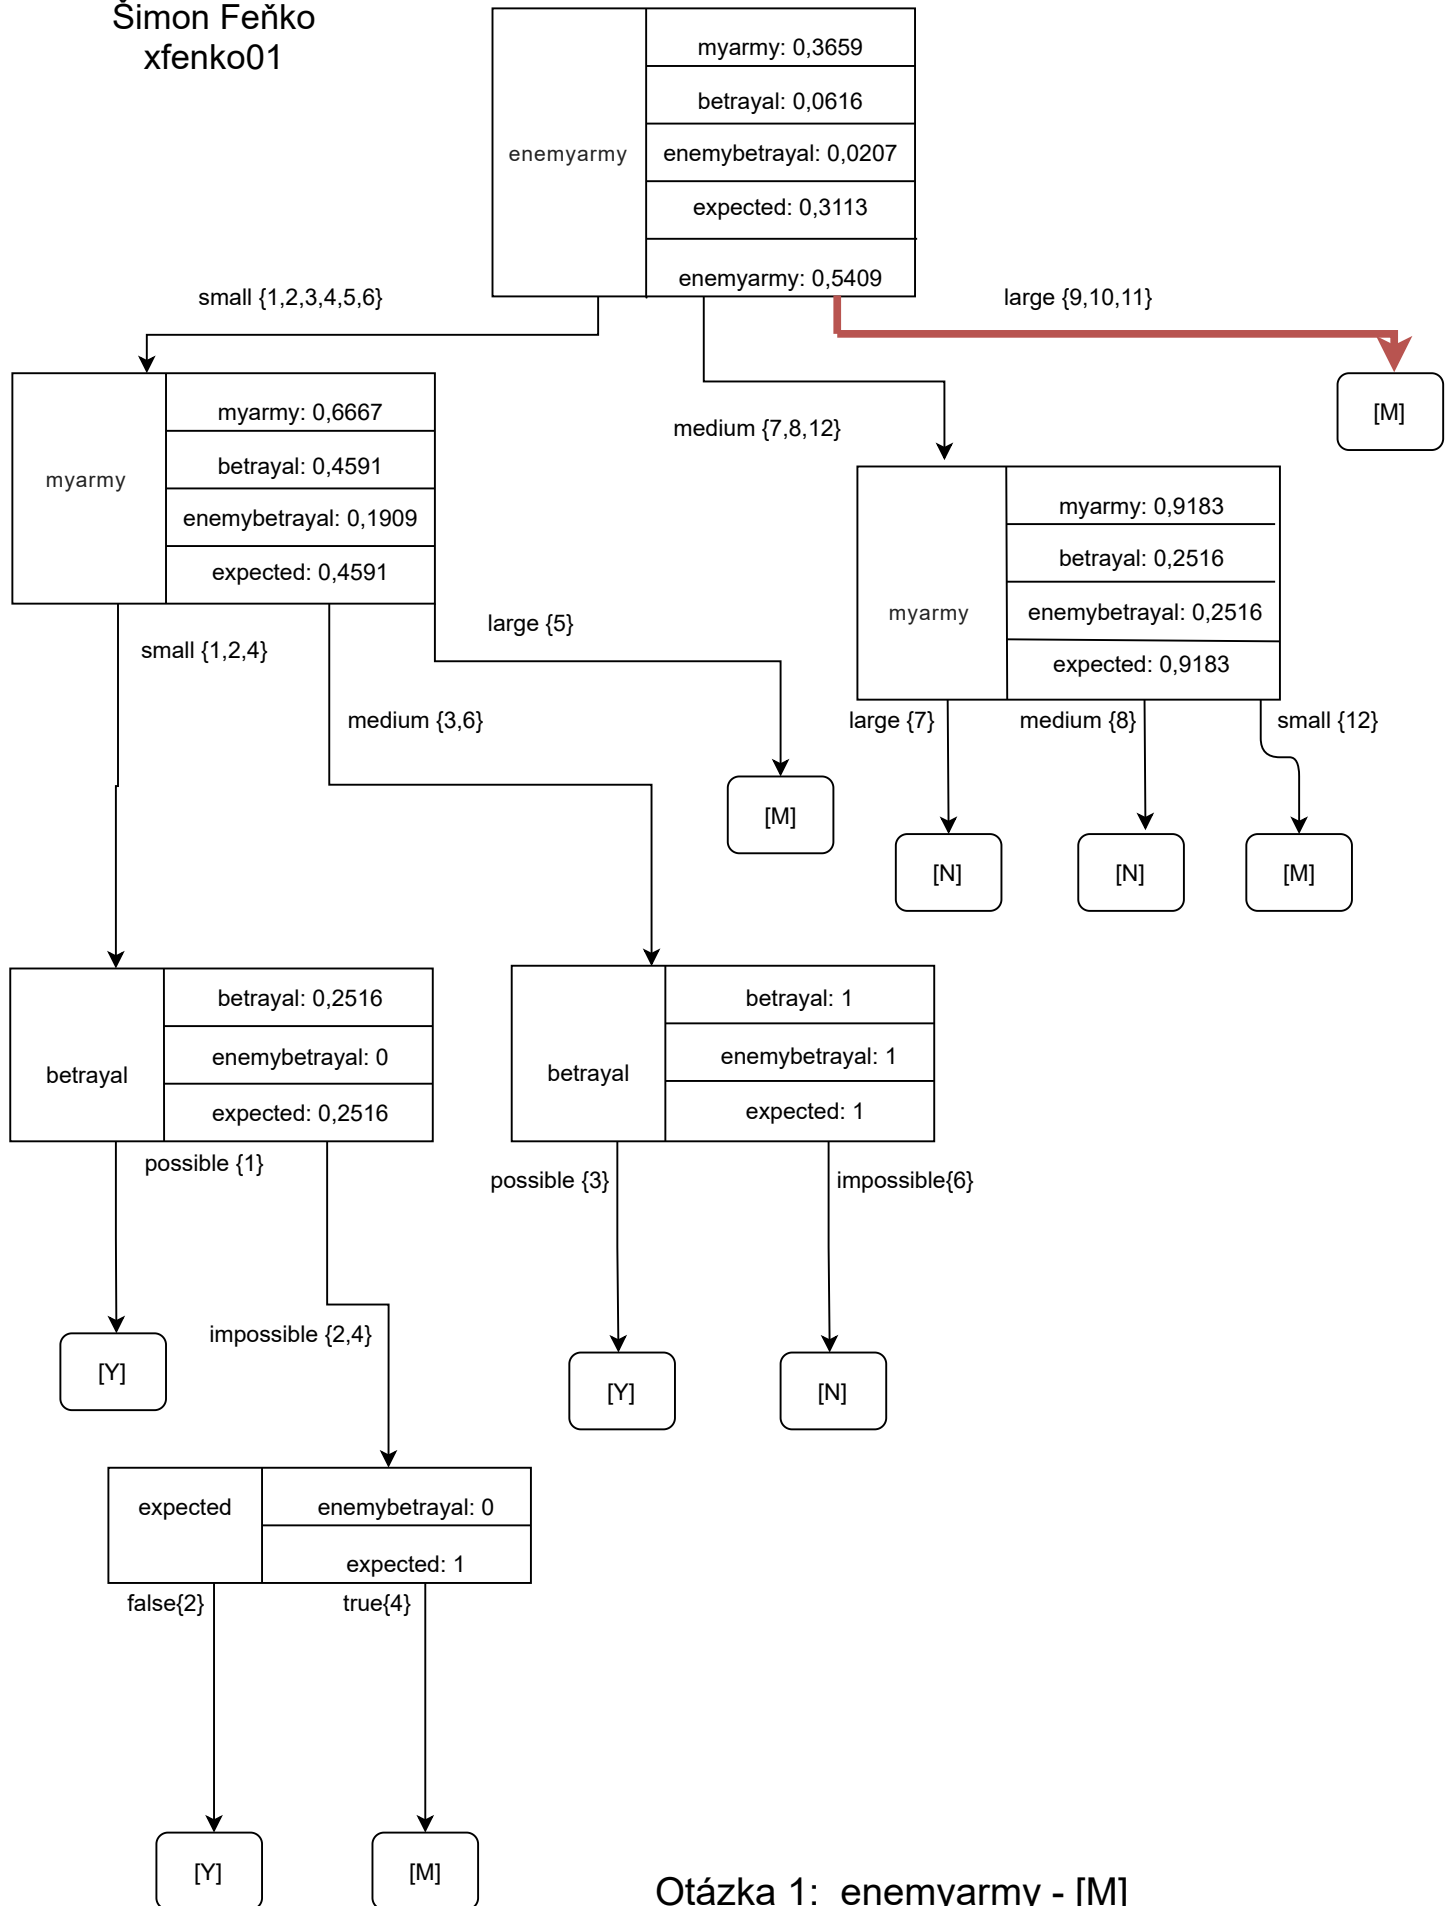 Šimon Feňko
xfenko01
enemyarmy
myarmy: 0,3659
betrayal: 0,0616
enemybetrayal: 0,0207
expected: 0,3113
enemyarmy: 0,5409
small {1,2,3,4,5,6}
large {9,10,11}
medium {7,8,12}
[M]
myarmy
myarmy: 0,6667
betrayal: 0,4591
enemybetrayal: 0,1909
expected: 0,4591
myarmy
myarmy: 0,9183
betrayal: 0,2516
enemybetrayal: 0,2516
expected: 0,9183
small {1,2,4}
medium {3,6}
large {5}
[M]
large {7}
medium {8}
small {12}
[N]
[N]
[M]
betrayal
betrayal: 0,2516
enemybetrayal: 0
expected: 0,2516
betrayal
betrayal: 1
enemybetrayal: 1
expected: 1
possible {1}
impossible {2,4}
possible {3}
impossible{6}
[Y]
[Y]
[N]
expected
enemybetrayal: 0
expected: 1
false{2}
true{4}
[Y]
[M]
Otázka 1: enemyarmy - [M]